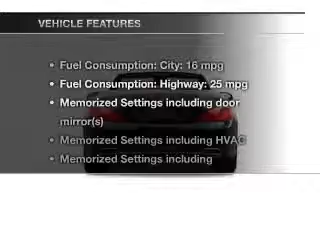 VEHICLE FEATURES
• Fuel Consumption: City: 16 mpg
• Fuel Consumption: Highway: 25 mpg
• Memorized Settings including door
mirror(s)
• Memorized Settings including HVAC
• Memorized Settings including